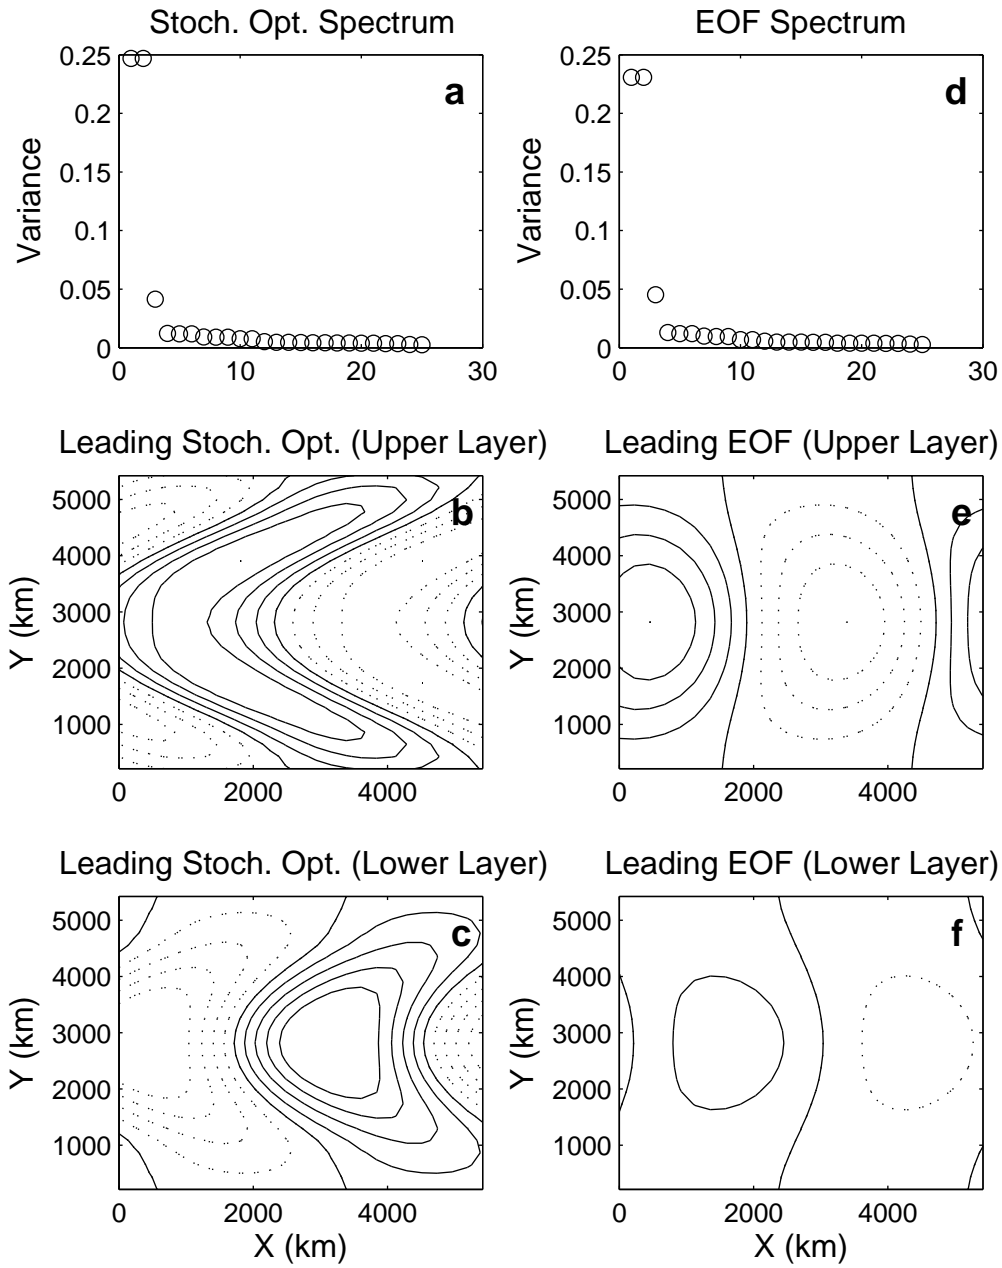 Stoch. Opt. Spectrum
0.25
0.2
0.15
0.1
0.05
0
Variance
a
0 10 20 30
EOF Spectrum
0.25
0.2
0.15
0.1
0.05
0
Variance
d
0 10 20 30
Leading Stoch. Opt. (Upper Layer)
5000
4000
3000
2000
1000
Y (km)
b
0 2000 4000
Leading EOF (Upper Layer)
5000
4000
3000
2000
1000
Y (km)
e
0 2000 4000
Leading Stoch. Opt. (Lower Layer)
5000
4000
3000
2000
1000
Y (km)
c
0 2000 4000
X (km)
Leading EOF (Lower Layer)
5000
4000
3000
2000
1000
Y (km)
f
0 2000 4000
X (km)